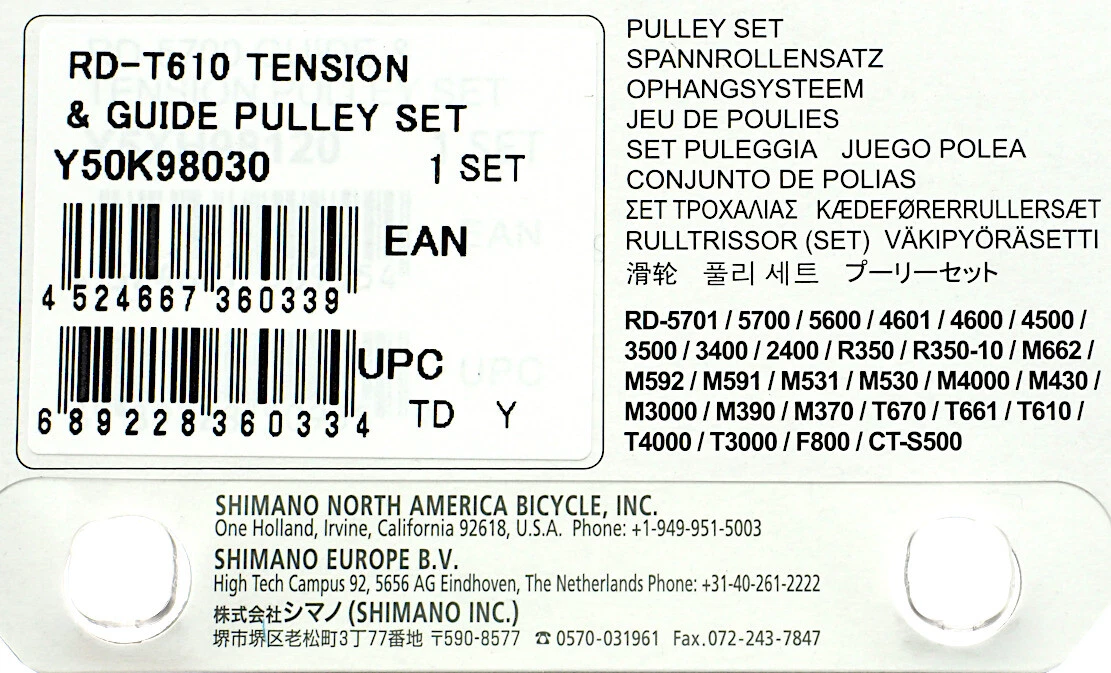 RD-T610 TENSION
& GUIDE PULLEY SET
Y50K98030 1 SET
EAN
4 524667 360339
UPC
6 89228 36033 4
TD Y
PULLEY SET
SPANNROLLENSATZ
OPHANGSYSTEEM
JEU DE POULIES
SET PULEGGIA JUEGO POLEA
CONJUNTO DE POLIAS
ΣΕΤ ΤΡΟΧΑΛΙΑΣ KÆDEFØRERRULLERSÆT
RULLTRISSOR (SET) VÄKIPYÖRÄSETTI
滑轮 풀리 세트 プーリーセット
RD-5701 / 5700 / 5600 / 4601 / 4600 / 4500 /
3500 / 3400 / 2400 / R350 / R350-10 / M662 /
M592 / M591 / M531 / M530 / M4000 / M430 /
M3000 / M390 / M370 / T670 / T661 / T610 /
T4000 / T3000 / F800 / CT-S500
SHIMANO NORTH AMERICA BICYCLE, INC.
One Holland, Irvine, California 92618, U.S.A. Phone: +1-949-951-5003
SHIMANO EUROPE B.V.
High Tech Campus 92, 5656 AG Eindhoven, The Netherlands Phone: +31-40-261-2222
株式会社シマノ (SHIMANO INC.)
堺市堺区老松町3丁77番地 〒590-8577 ☎ 0570-031961 Fax.072-243-7847